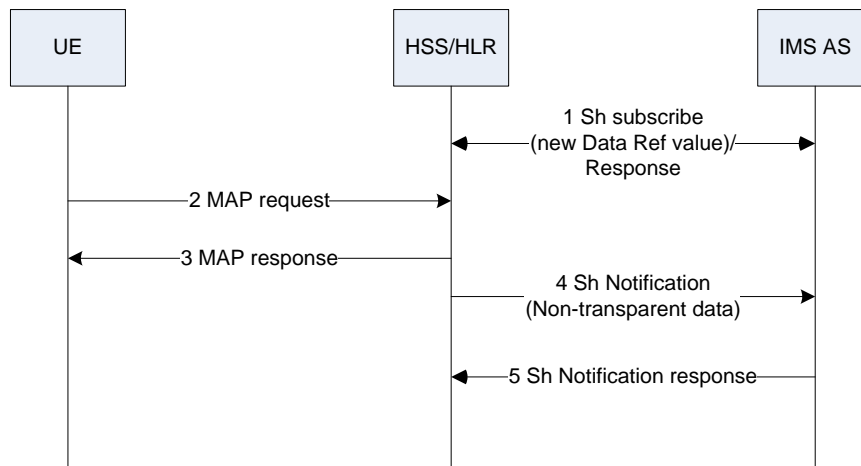 UE
HSS/HLR
IMS AS
1 Sh subscribe
(new Data Ref value)/
Response
2 MAP request
3 MAP response
4 Sh Notification
(Non-transparent data)
5 Sh Notification response